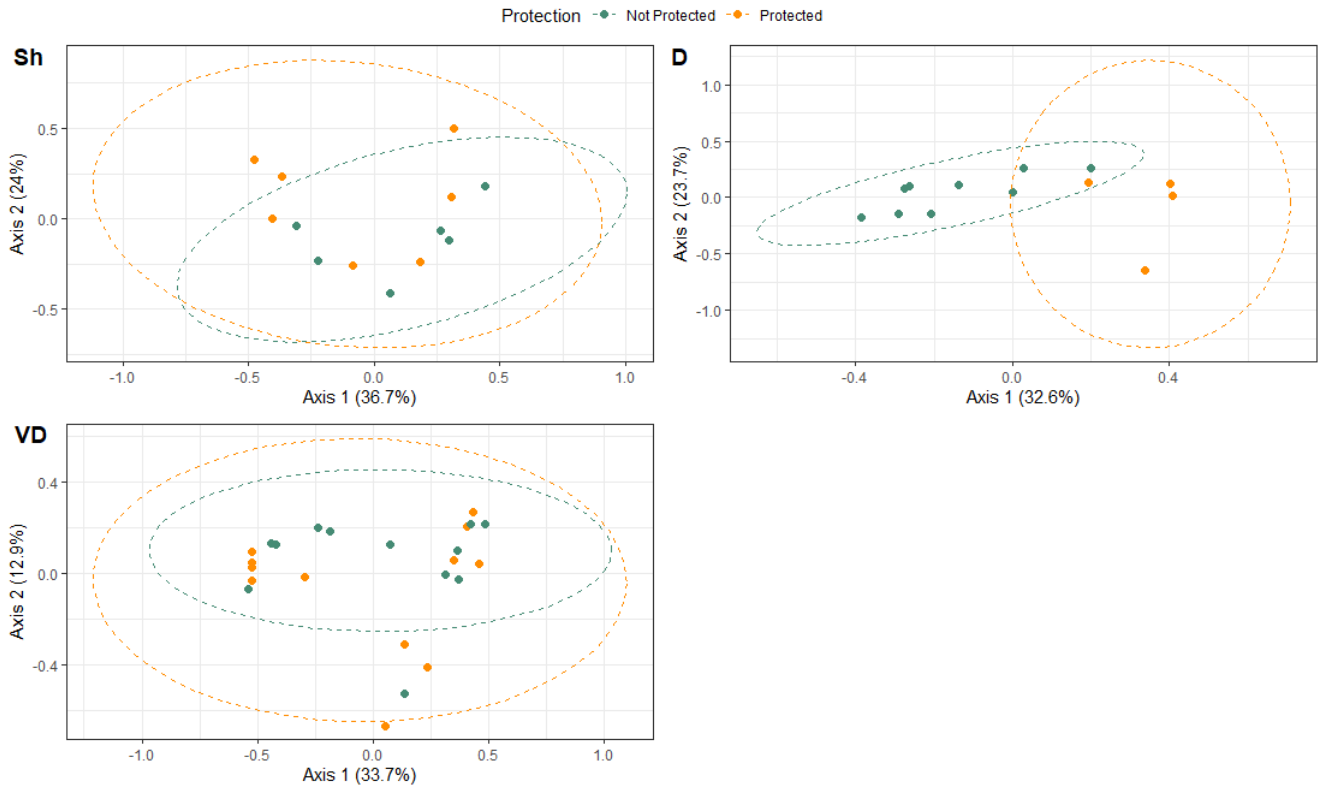 Protection Not Protected Protected
Sh
0.5
0.0
-0.5
Axis 2 (24%)
-1.0 -0.5 0.0 0.5 1.0
Axis 1 (36.7%)
D
1.0
0.5
0.0
-0.5
-1.0
Axis 2 (23.7%)
-0.4 0.0 0.4
Axis 1 (32.6%)
VD
0.4
0.0
-0.4
Axis 2 (12.9%)
-1.0 -0.5 0.0 0.5 1.0
Axis 1 (33.7%)